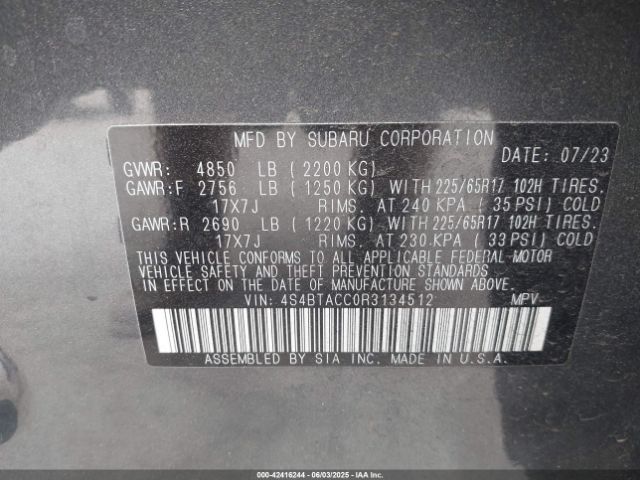 MFD BY SUBARU CORPORATION
DATE: 07/23
GVWR: 4850 LB ( 2200 KG)
GAWR:F 2756 LB ( 1250 KG) WITH 225/65R17 102H TIRES.
17X7J RIMS. AT 240 KPA ( 35 PSI) COLD
GAWR:R 2690 LB ( 1220 KG) WITH 225/65R17 102H TIRES.
17X7J RIMS. AT 230 KPA ( 33 PSI) COLD
THIS VEHICLE CONFORMS TO ALL APPLICABLE FEDERAL-MOTOR
VEHICLE SAFETY AND THEFT PREVENTION STANDARDS
IN EFFECT ON THE DATE OF MANUFACTURE SHOWN ABOVE.
VIN: 4S4BTACC0R3134512 MPV
ASSEMBLED BY SIA INC. MADE IN U.S.A.
000-42416244 - 06/03/2025 - IAA Inc.